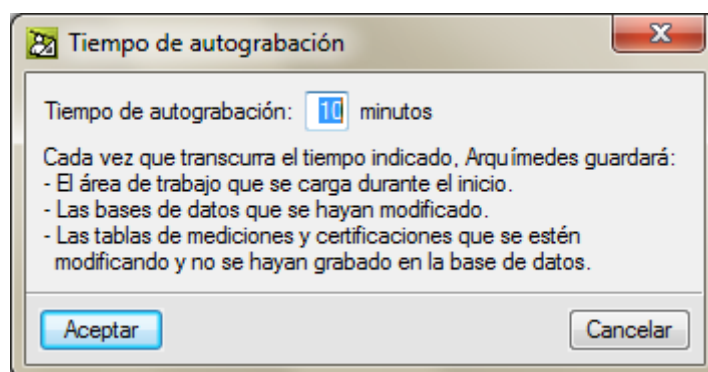 Tiempo de autograbación
Tiempo de autograbación: 10 minutos
Cada vez que transcurra el tiempo indicado, Arquímedes guardará:
- El área de trabajo que se carga durante el inicio.
- Las bases de datos que se hayan modificado.
- Las tablas de mediciones y certificaciones que se estén
modificando y no se hayan grabado en la base de datos.
Aceptar Cancelar